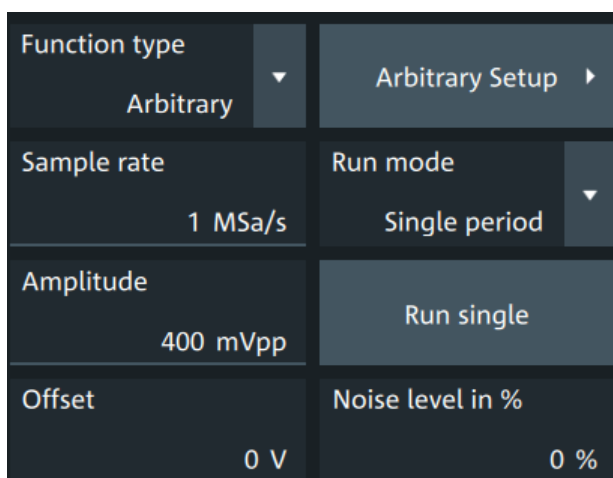 Function type
Arbitrary
Arbitrary Setup
Sample rate
1 MSa/s
Run mode
Single period
Amplitude
400 mVpp
Run single
Offset
0 V
Noise level in %
0 %